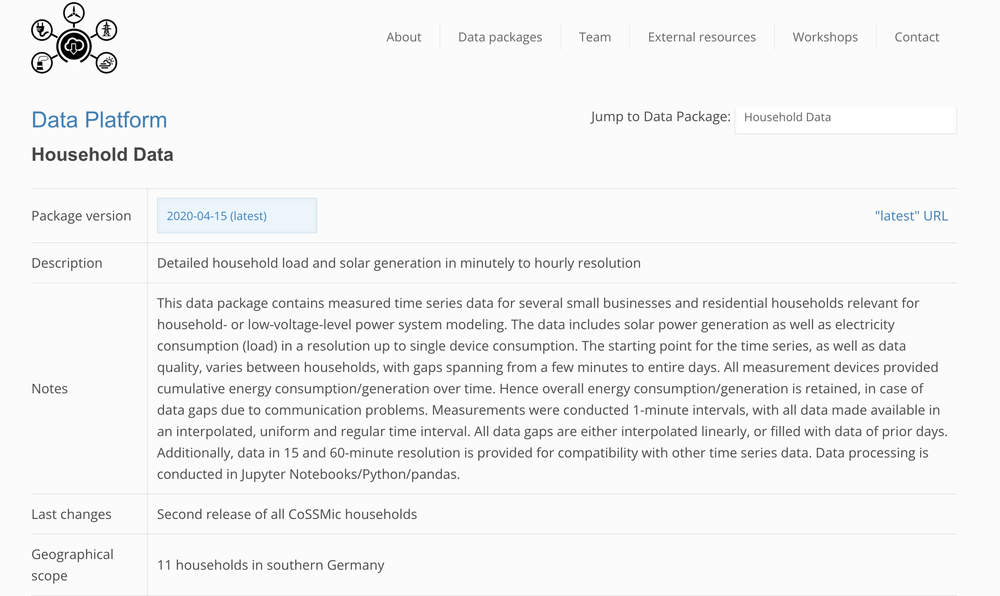 About
Data packages
Team
External resources
Workshops
Contact
Data Platform
Jump to Data Package:
Household Data
Household Data
Package version
2020-04-15 (latest)
"latest" URL
Description
Detailed household load and solar generation in minutely to hourly resolution
Notes
This data package contains measured time series data for several small businesses and residential households relevant for
household- or low-voltage-level power system modeling. The data includes solar power generation as well as electricity
consumption (load) in a resolution up to single device consumption. The starting point for the time series, as well as data
quality, varies between households, with gaps spanning from a few minutes to entire days. All measurement devices provided
cumulative energy consumption/generation over time. Hence overall energy consumption/generation is retained, in case of
data gaps due to communication problems. Measurements were conducted 1-minute intervals, with all data made available in
an interpolated, uniform and regular time interval. All data gaps are either interpolated linearly, or filled with data of prior days.
Additionally, data in 15 and 60-minute resolution is provided for compatibility with other time series data. Data processing is
conducted in Jupyter Notebooks/Python/pandas.
Last changes
Second release of all CoSSMic households
Geographical
scope
11 households in southern Germany